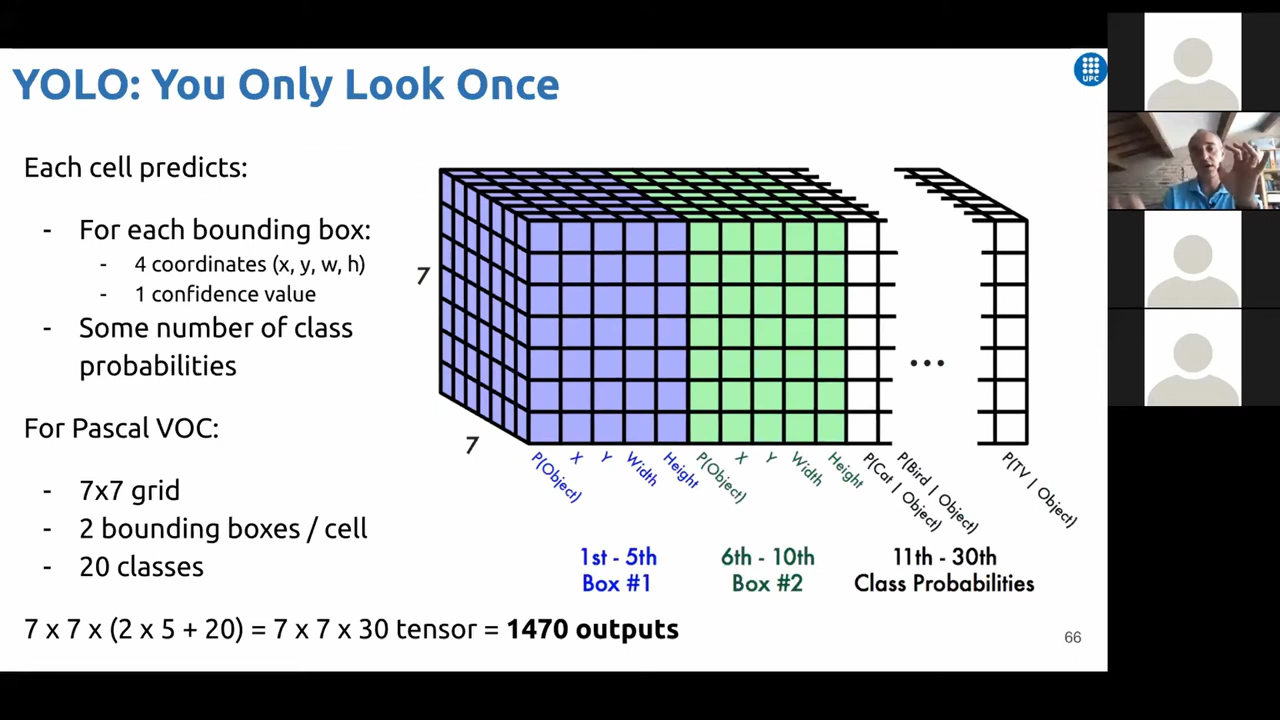 YOLO: You Only Look Once
UPC
Each cell predicts:
- For each bounding box:
- 4 coordinates (x, y, w, h)
- 1 confidence value
- Some number of class
probabilities
For Pascal VOC:
- 7x7 grid
- 2 bounding boxes / cell
- 20 classes
7 x 7 x (2 x 5 + 20) = 7 x 7 x 30 tensor = 1470 outputs
7
7
...
P(Object)
X
Y
Width
Height
P(Object)
X
Y
Width
Height
P(Cat | Object)
P(Bird | Object)
P(TV | Object)
1st - 5th
Box #1
6th - 10th
Box #2
11th - 30th
Class Probabilities
66